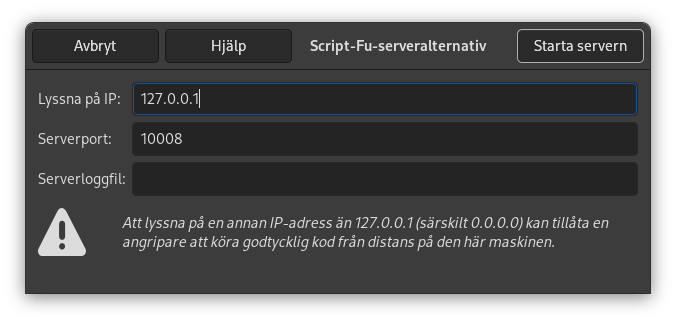 Avbryt Hjälp Script-Fu-serveralternativ Starta servern
Lyssna på IP: 127.0.0.1
Serverport: 10008
Serverloggfil:
Att lyssna på en annan IP-adress än 127.0.0.1 (särskilt 0.0.0.0) kan tillåta en
angripare att köra godtycklig kod från distans på den här maskinen.